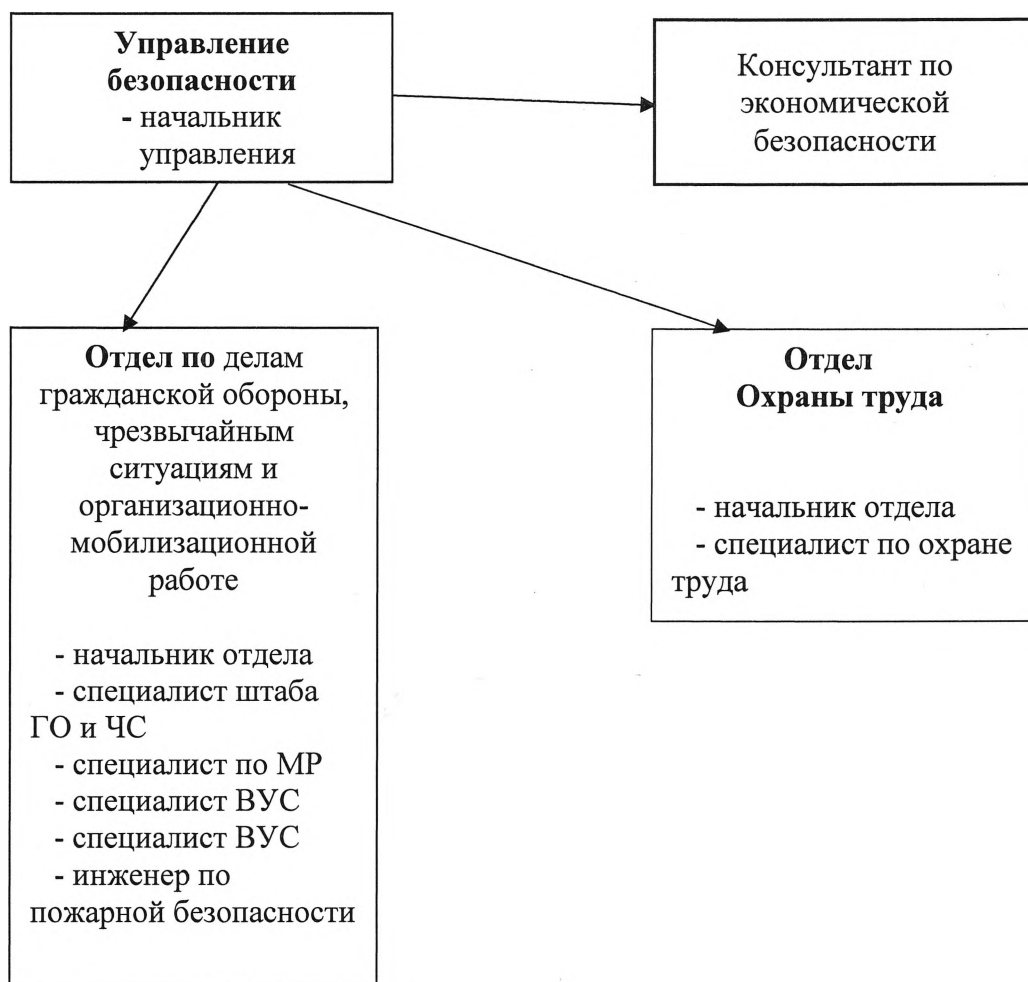 Управление
безопасности
- начальник
управления
Консультант по
экономической
безопасности
Отдел по делам
гражданской обороны,
чрезвычайным
ситуациям и
организационно-
мобилизационной
работе
- начальник отдела
- специалист штаба
ГО и ЧС
- специалист по МР
- специалист ВУС
- специалист ВУС
- инженер по
пожарной безопасности
Отдел
Охраны труда
- начальник отдела
- специалист по охране
труда